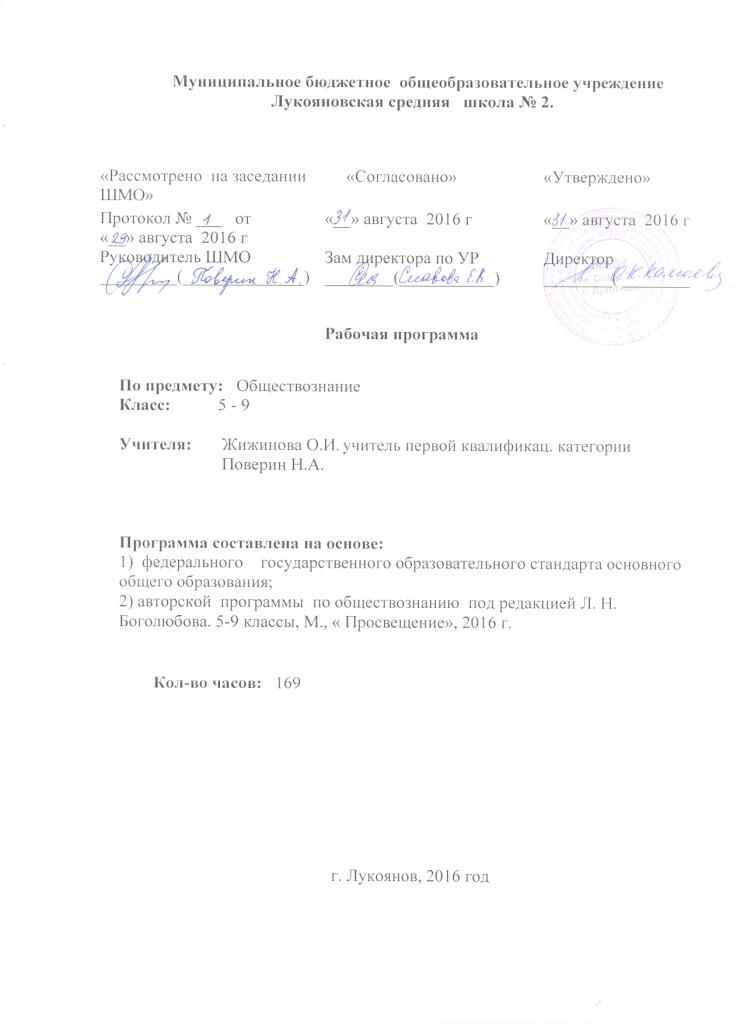 Муниципальное бюджетное общеобразовательное учреждение
Лукояновская средняя школа № 2.
«Рассмотрено на заседании ШМО»
Протокол № 1 от
«29» августа 2016 г
Руководитель ШМО
(Поверин Н.А.)
«Согласовано»
«31» августа 2016 г
Зам директора по УР
(Славова Е.К)
«Утверждено»
«31» августа 2016 г
Директор
Рабочая программа
По предмету: Обществознание
Класс: 5 - 9
Учителя: Жижинова О.И. учитель первой квалификац. категории
Поверин Н.А.
Программа составлена на основе:
1) федерального государственного образовательного стандарта основного
общего образования;
2) авторской программы по обществознанию под редакцией Л. Н.
Боголюбова. 5-9 классы, М., « Просвещение», 2016 г.
Кол-во часов: 169
г. Лукоянов, 2016 год